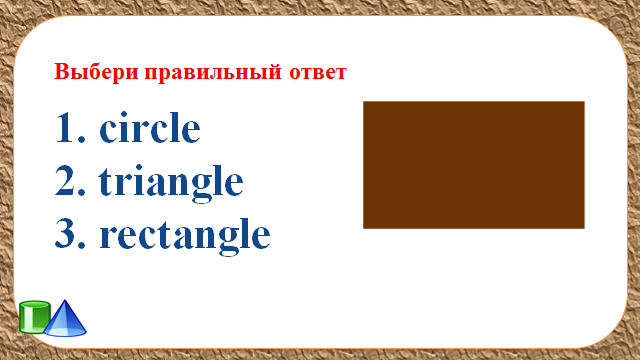 Выбери правильный ответ
1. circle
2. triangle
3. rectangle